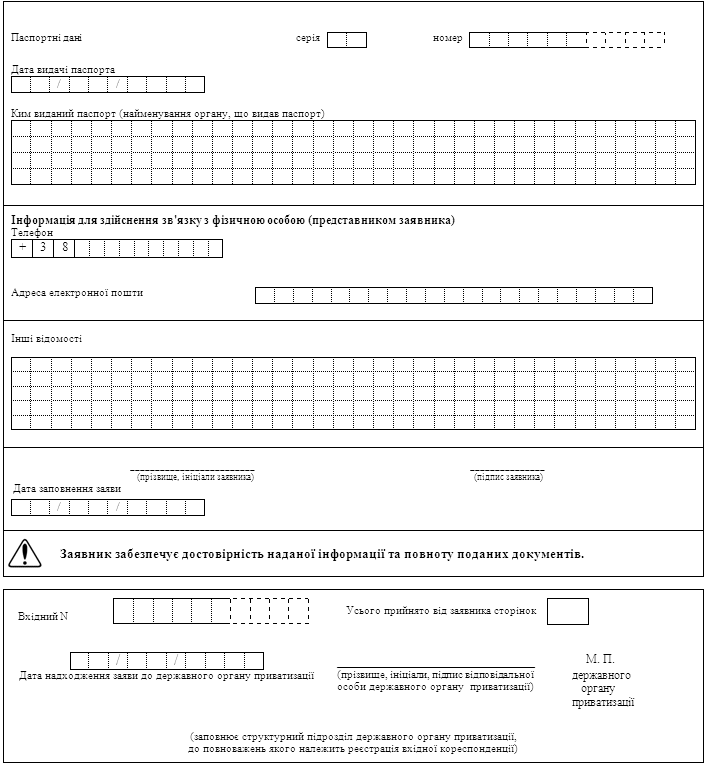 Паспортні дані серія номер
Дата видачі паспорта
/ /
Ким виданий паспорт (найменування органу, що видав паспорт)
Інформація для здійснення зв'язку з фізичною особою (представником заявника)
Телефон
+ 3 8
Адреса електронної пошти
Інші відомості
(прізвище, ініціали заявника) (підпис заявника)
Дата заповнення заяви
/ /
Заявник забезпечує достовірність наданої інформації та повноту поданих документів.
Вхідний N Усього прийнято від заявника сторінок
/ /
Дата надходження заяви до державного органу приватизації
(прізвище, ініціали, підпис відповідальної
особи державного органу приватизації)
М. П.
державного
органу
приватизації
(заповнює структурний підрозділ державного органу приватизації,
до повноважень якого належить реєстрація вхідної кореспонденції)